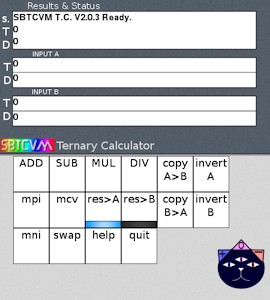 Results & Status
S. SBTCVM T.C. V2.0.3 Ready.
T 0
D 0
INPUT A
T 0
D 0
INPUT B
T 0
D 0
SBTCVM Ternary Calculator
ADD SUB MUL DIV copy A>B invert A
mpi mcv res>A res>B copy B>A invert B
mni swap help quit